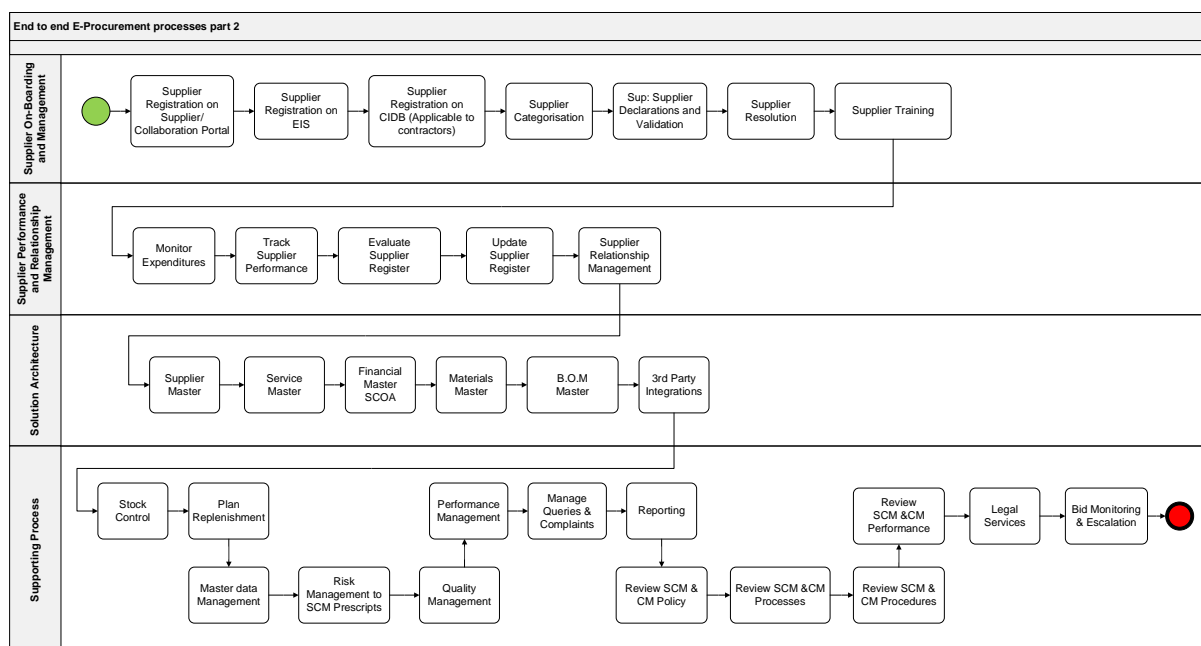 End to end E-Procurement processes part 2
Supplier On-Boarding
and Management
Supplier
Registration on
Supplier/
Collaboration Portal
Supplier
Registration on
EIS
Supplier
Registration on
CIDB (Applicable to
contractors)
Supplier
Categorisation
Sup: Supplier
Declarations and
Validation
Supplier
Resolution
Supplier Training
Supplier Performance
and Relationship
Management
Monitor
Expenditures
Track
Supplier
Performance
Evaluate
Supplier
Register
Update
Supplier
Register
Supplier
Relationship
Management
Solution Architecture
Supplier
Master
Service
Master
Financial
Master
SCOA
Materials
Master
B.O.M
Master
3rd Party
Integrations
Supporting Process
Stock
Control
Plan
Replenishment
Master data
Management
Risk
Management to
SCM Prescripts
Quality
Management
Performance
Management
Manage
Queries &
Complaints
Reporting
Review SCM &
CM Policy
Review SCM &CM
Processes
Review SCM &
CM Procedures
Review
SCM &CM
Performance
Legal
Services
Bid Monitoring
& Escalation